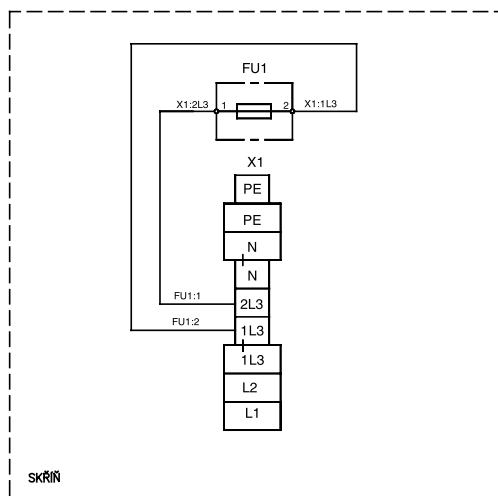 FU1
X1:2L3 1 2 X1:1L3
X1
PE
PE
N
N
FU1:1 2L3
FU1:2 1L3
1L3
L2
L1
SKŘÍŇ